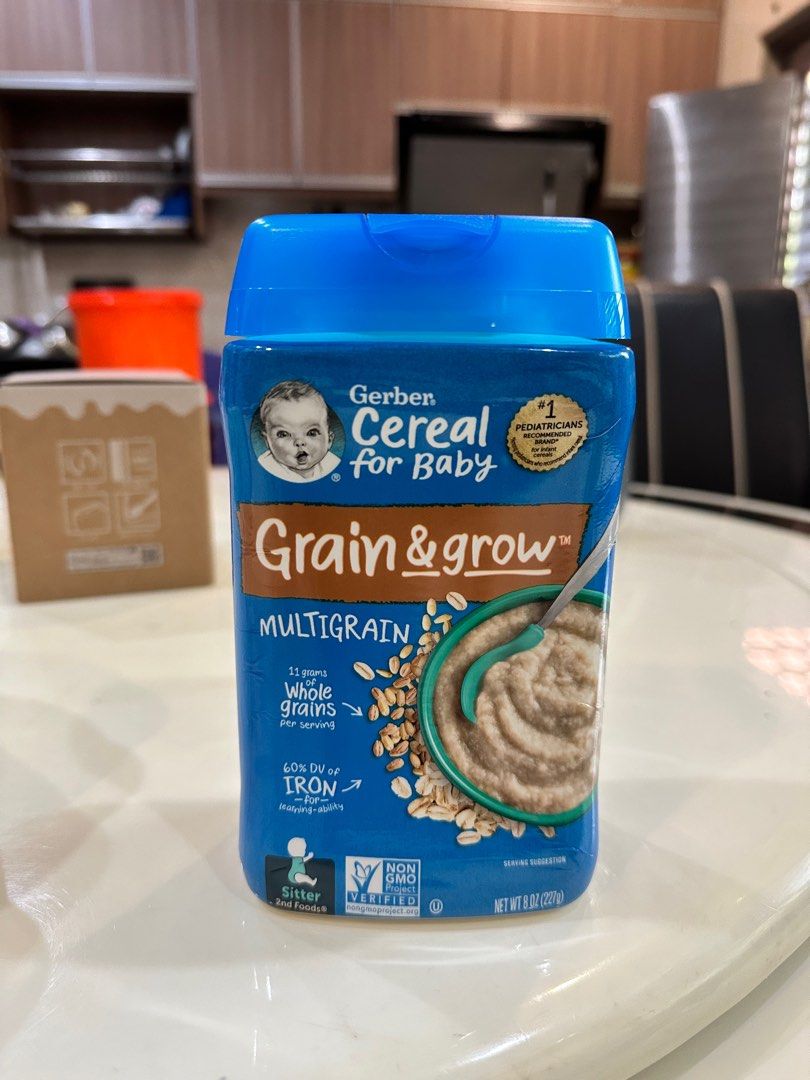 Gerber®
Cereal
for Baby
®
#1
PEDIATRICIANS
RECOMMENDED
BRAND*
for infant
cereals
Grain & grow™
MULTIGRAIN
11 grams
of
Whole
grains
per serving
60% DV of
IRON
-for-
learning-ability
SERVING SUGGESTION
Sitter
2nd Foods®
NON
GMO
Project
VERIFIED
nongmoproject.org
U
NET WT 8 OZ (227g)